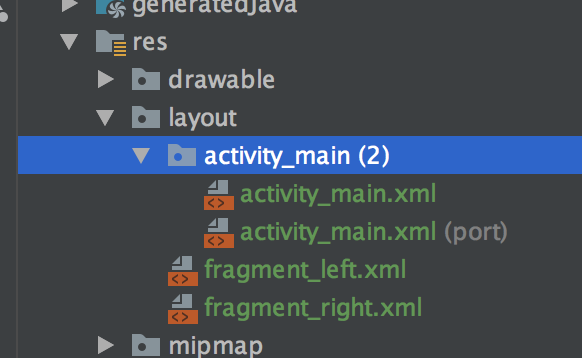 generatedJava
res
drawable
layout
activity_main (2)
activity_main.xml
activity_main.xml (port)
fragment_left.xml
fragment_right.xml
mipmap